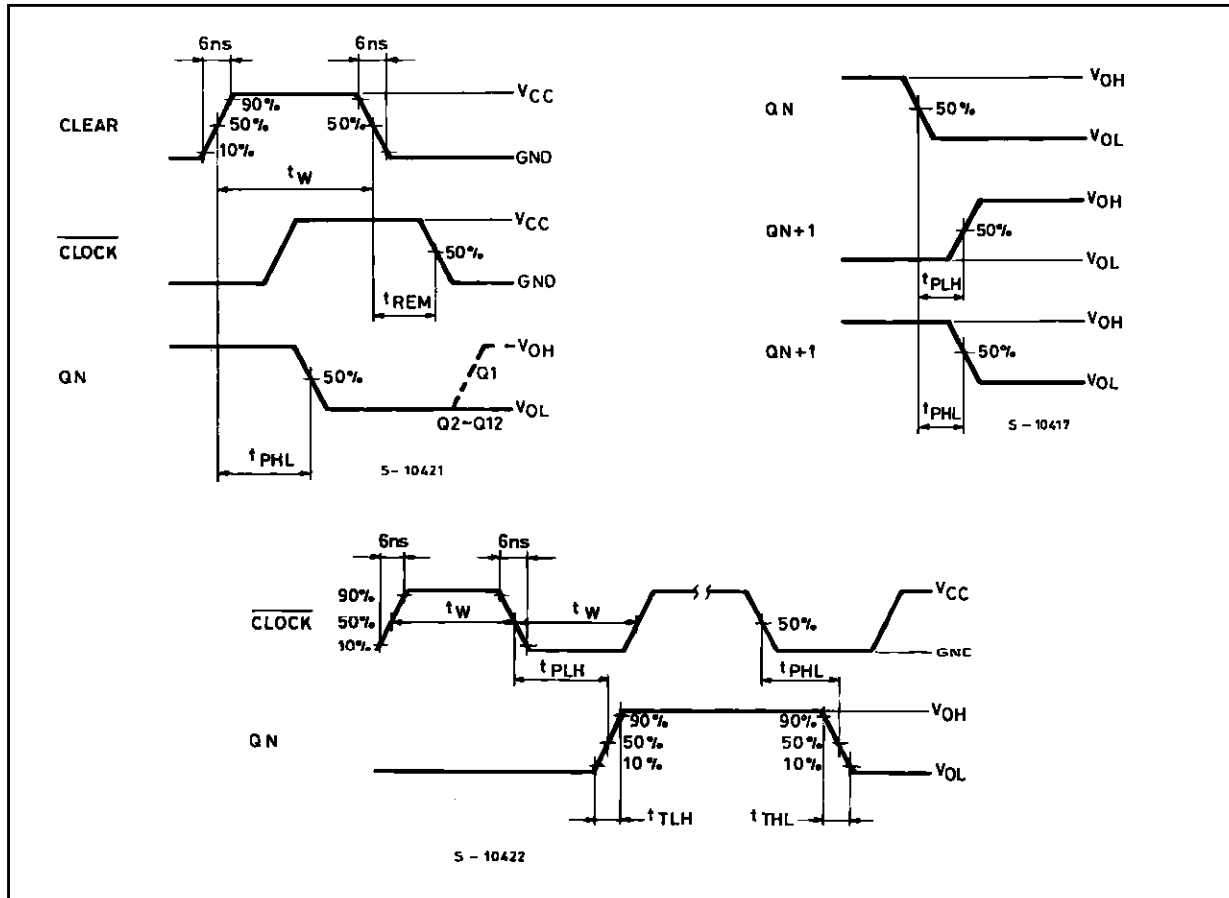 6ns 6ns
CLEAR
90%
50%
10%
50%
VCC
GND
tW
CLOCK
VCC
50%
GND
tREM
QN
50%
VOH
Q1
VOL
Q2~Q12
tPHL
S-10421
QN
VOH
50%
VOL
QN+1
VOH
50%
VOL
tPLH
QN+1
VOH
50%
VOL
tPHL
S-10417
6ns 6ns
CLOCK
90%
50%
10%
tW
tW
50%
VCC
GNC
tPLH
tPHL
QN
90%
50%
10%
90%
50%
10%
VOH
VOL
tTLH
tTHL
S-10422